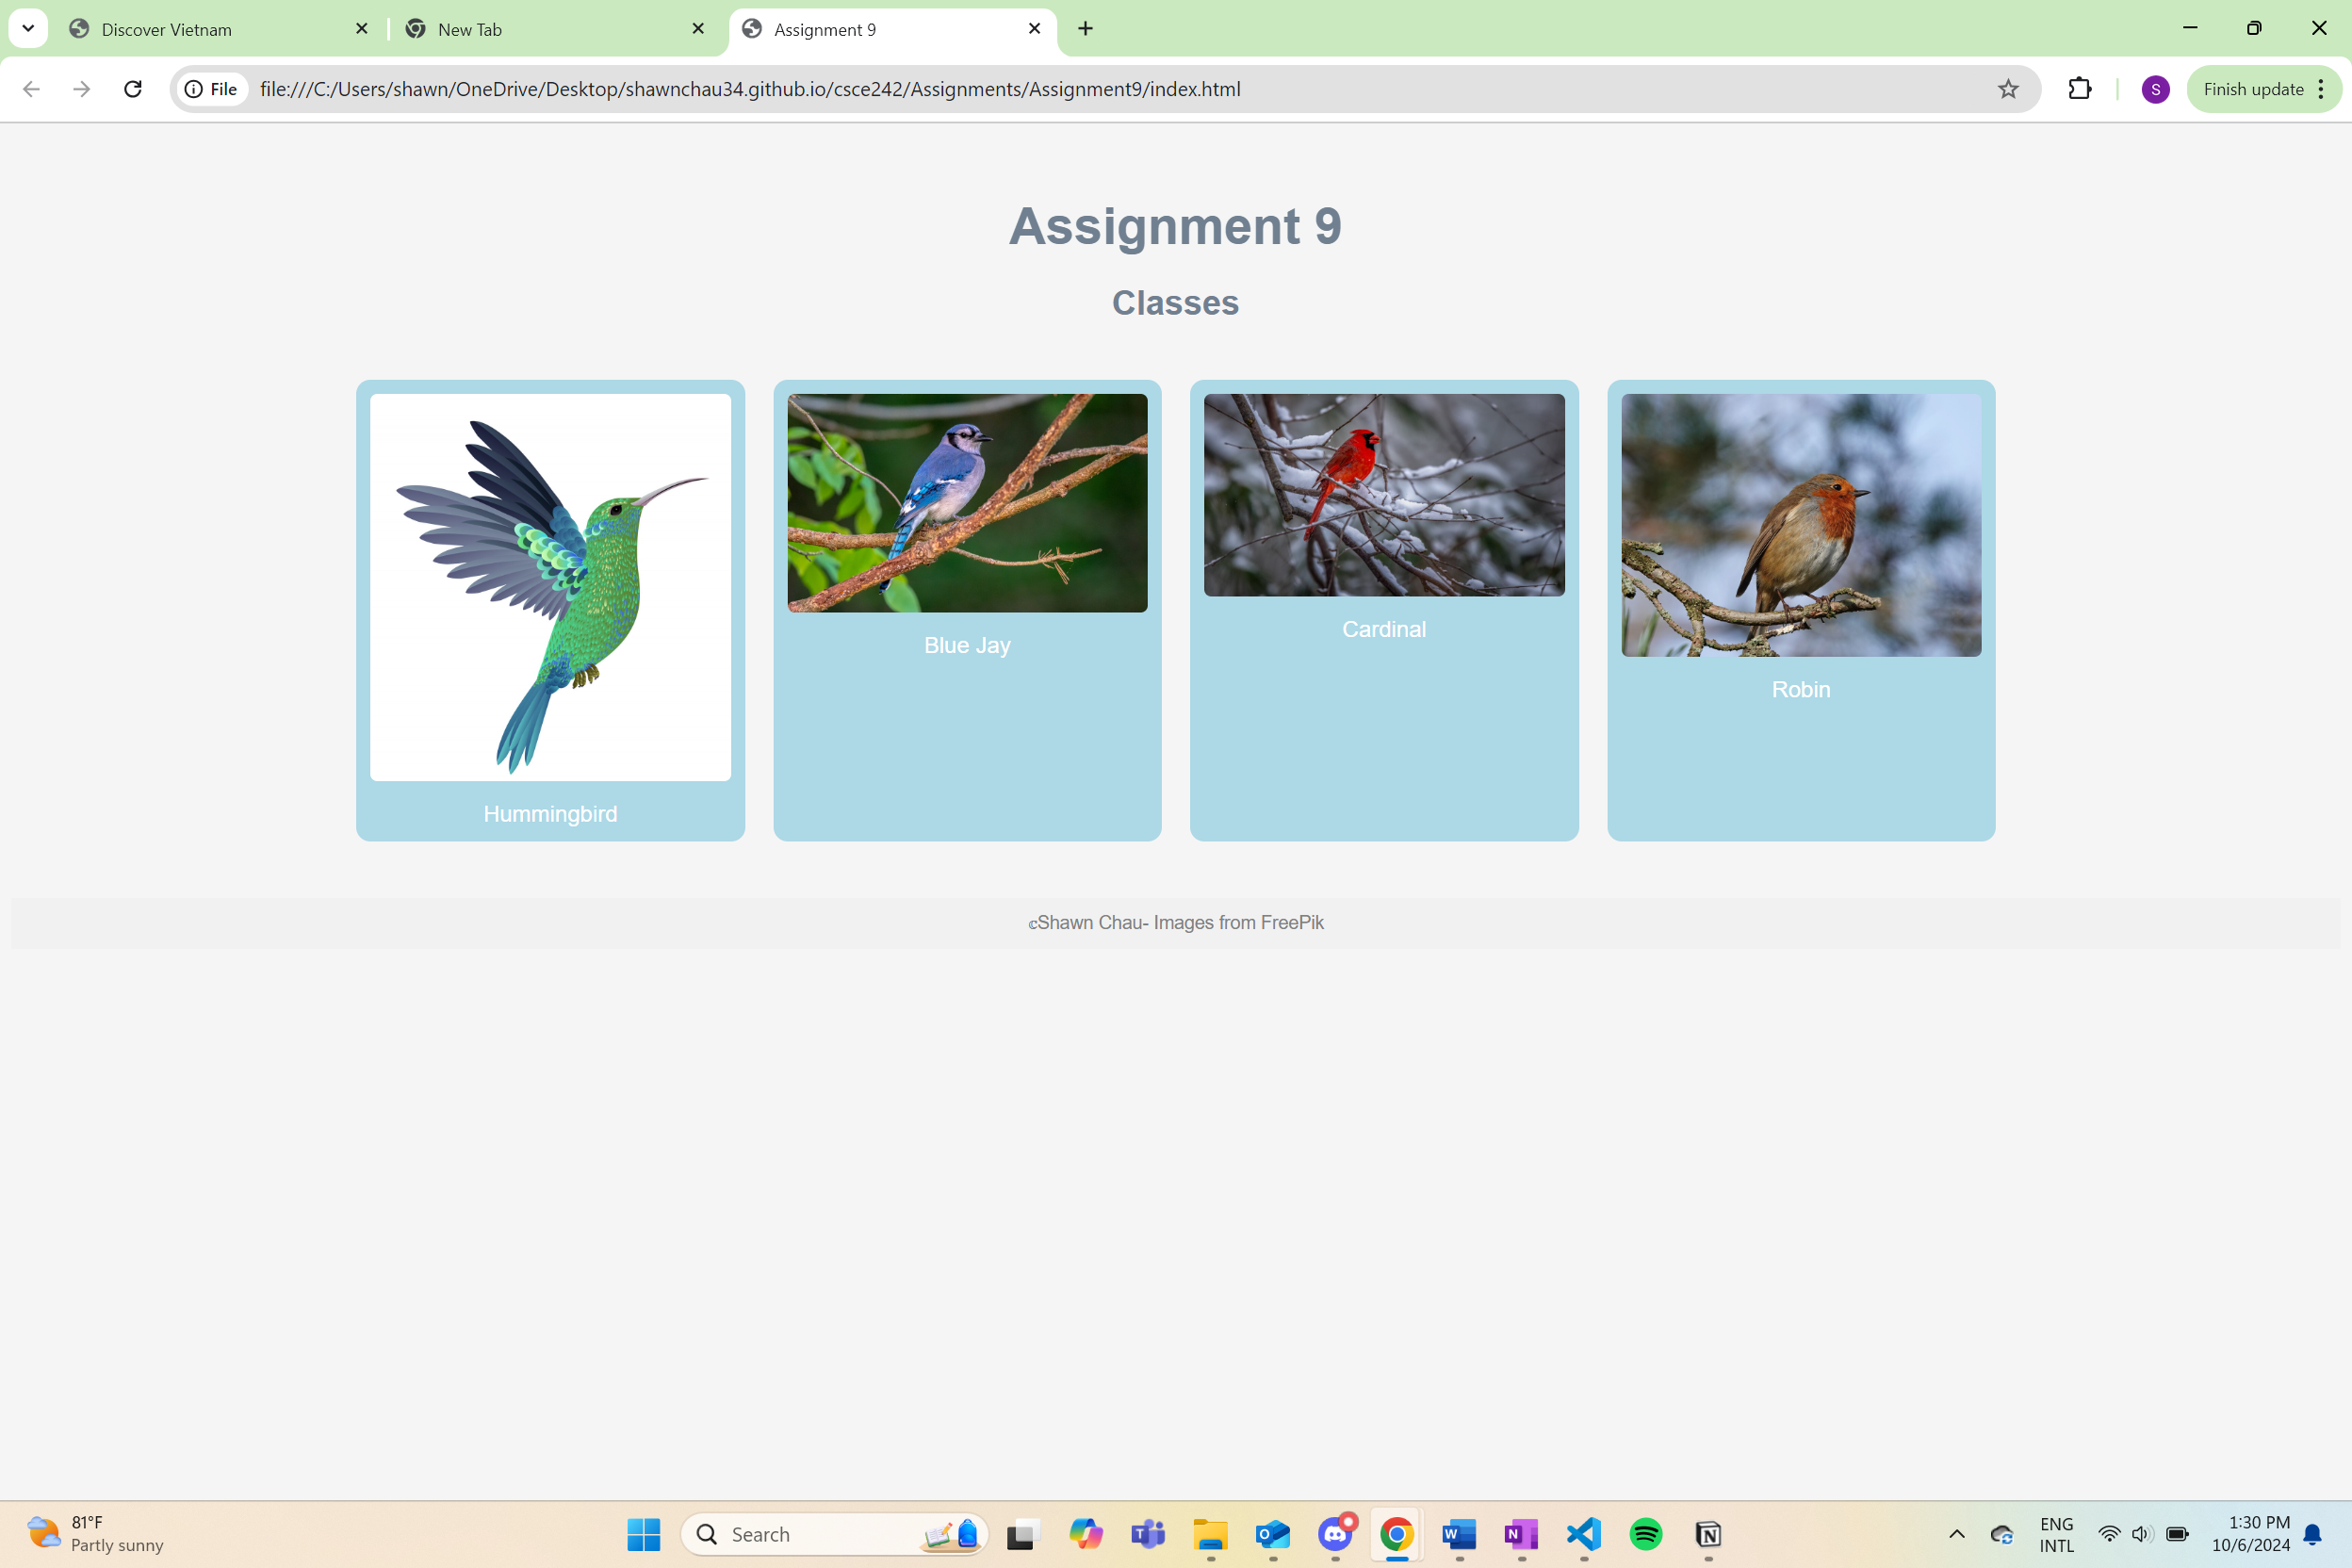 Discover Vietnam
New Tab
Assignment 9
File
file:///C:/Users/shawn/OneDrive/Desktop/shawnchau34.github.io/csce242/Assignments/Assignment9/index.html
S
Finish update
Assignment 9
Classes
Hummingbird
Blue Jay
Cardinal
Robin
©Shawn Chau- Images from FreePik
81°F
Partly sunny
Search
ENG
INTL
1:30 PM
10/6/2024